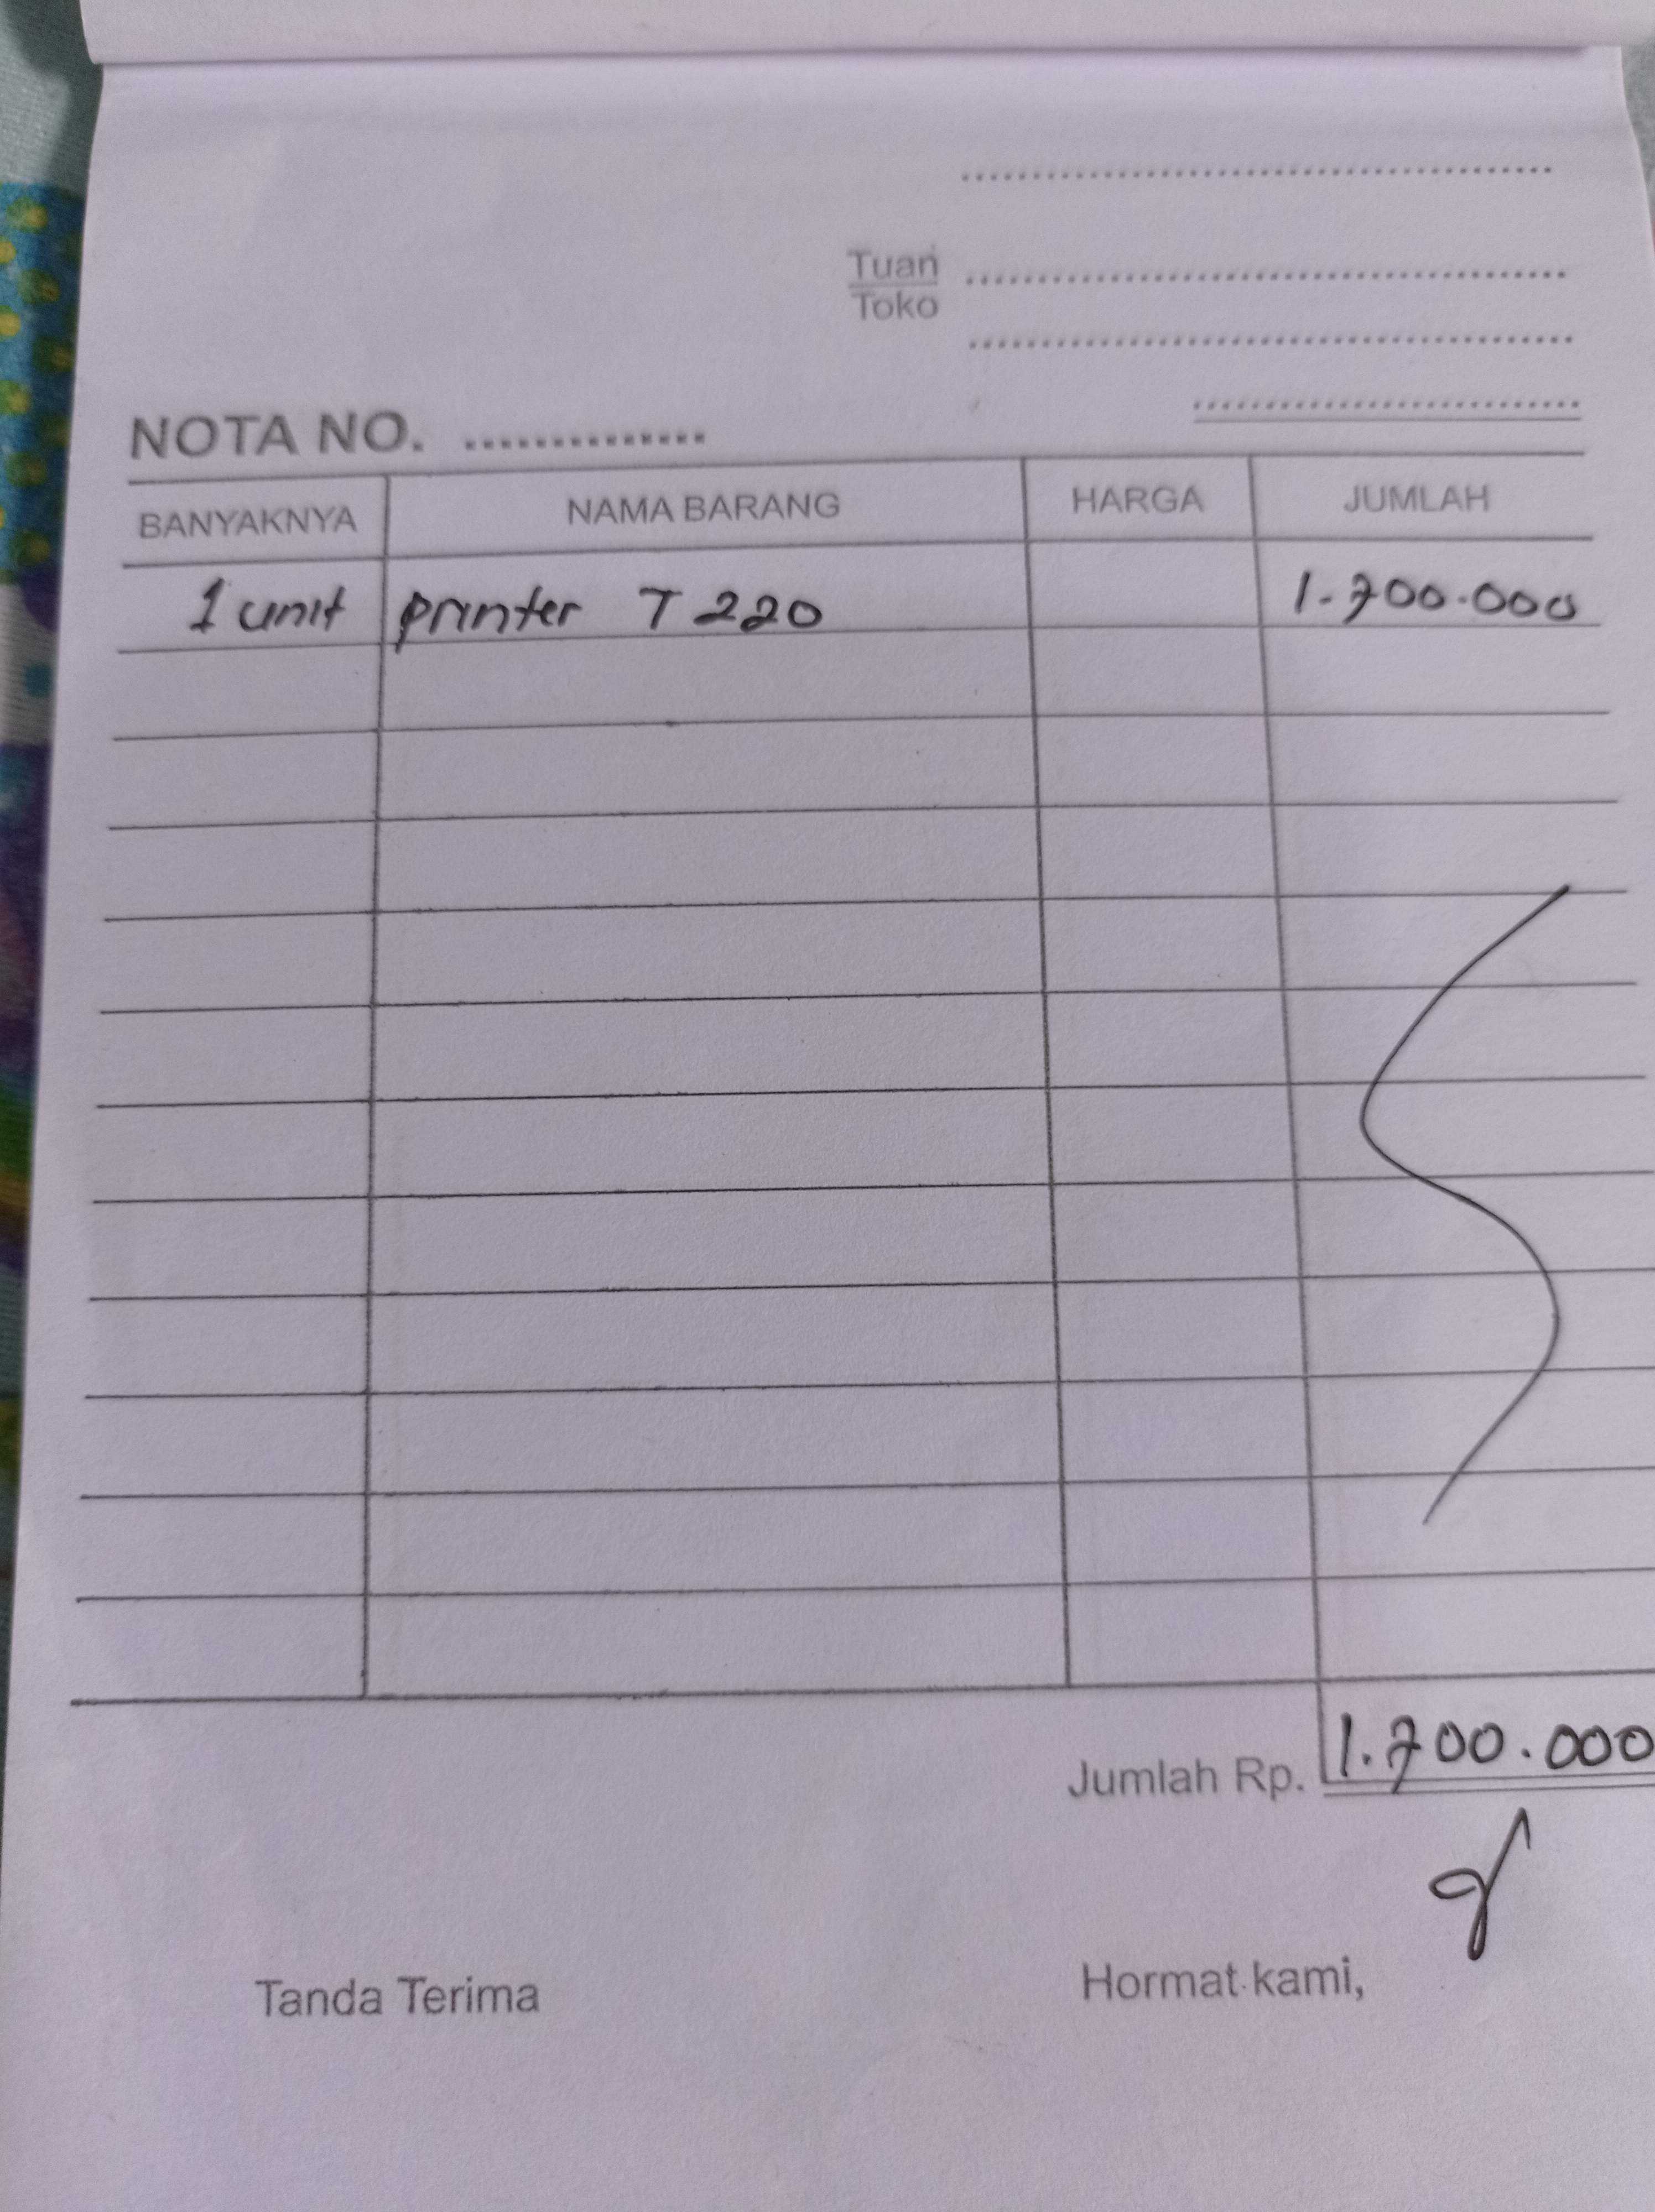 Tuan
Toko
NOTA NO. ..............
BANYAKNYA NAMA BARANG HARGA JUMLAH
1 unit printer T 220 1.700.000
Jumlah Rp. 1.700.000
Tanda Terima Hormat kami,